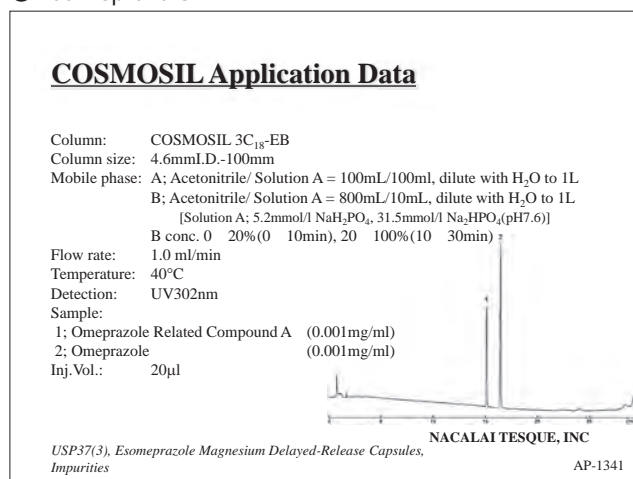 COSMOSIL Application Data
Column: COSMOSIL 3C18-EB
Column size: 4.6mmI.D.-100mm
Mobile phase: A; Acetonitrile/ Solution A = 100mL/100ml, dilute with H2O to 1L
B; Acetonitrile/ Solution A = 800mL/10mL, dilute with H2O to 1L
[Solution A; 5.2mmol/l NaH2PO4, 31.5mmol/l Na2HPO4(pH7.6)]
B conc. 0 20%(0 10min), 20 100%(10 30min)
Flow rate: 1.0 ml/min
Temperature: 40°C
Detection: UV302nm
Sample:
1; Omeprazole Related Compound A (0.001mg/ml)
2; Omeprazole (0.001mg/ml)
Inj.Vol.: 20µl
NACALAI TESQUE, INC
USP37(3), Esomeprazole Magnesium Delayed-Release Capsules,
Impurities
AP-1341